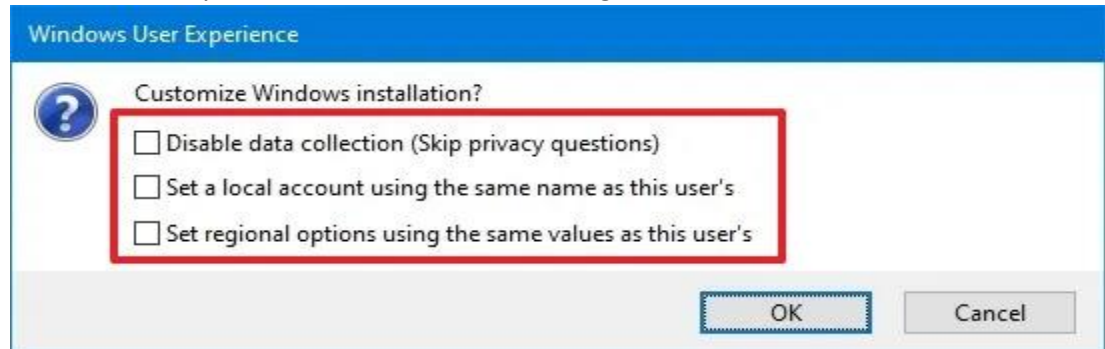 Windows User Experience
Customize Windows installation?
Disable data collection (Skip privacy questions)
Set a local account using the same name as this user's
Set regional options using the same values as this user's
OK Cancel